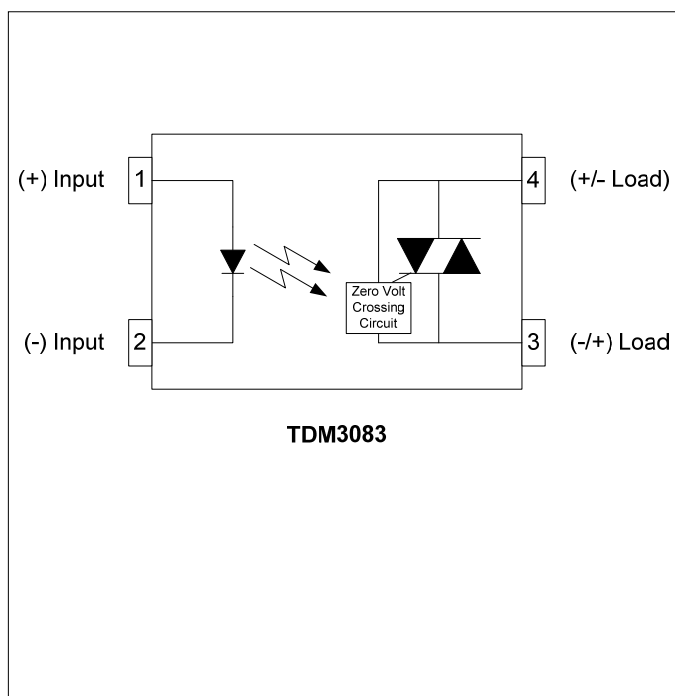 (+) Input 1
4 (+/- Load)
Zero Volt
Crossing
Circuit
(-) Input 2
3 (-/+) Load
TDM3083